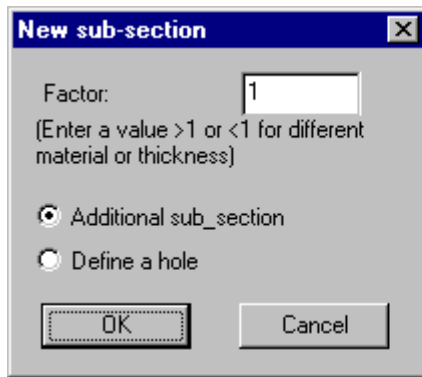 New sub-section
Factor: 1
(Enter a value >1 or <1 for different
material or thickness)
Additional sub_section
Define a hole
OK Cancel